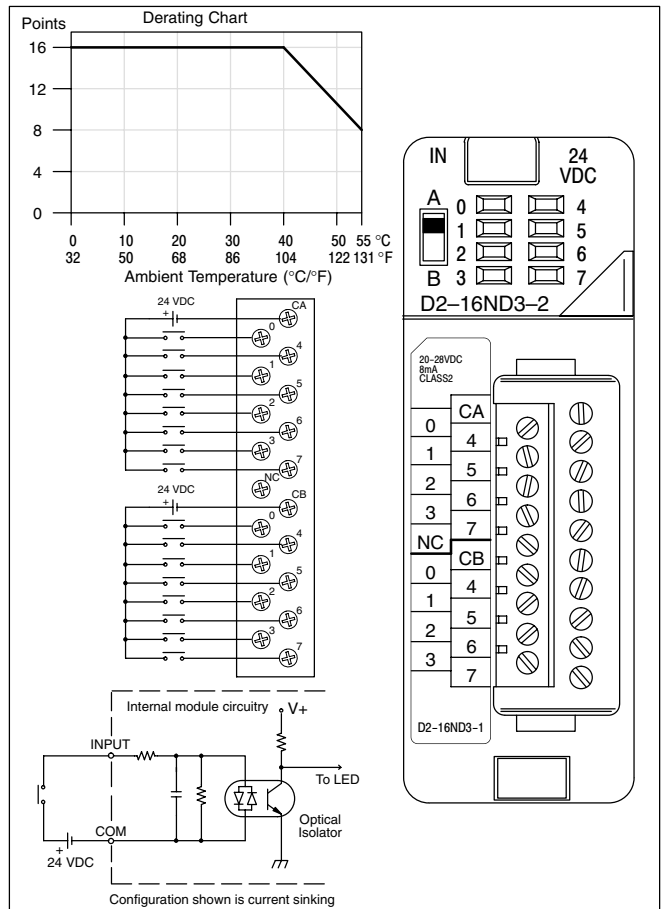 Derating Chart
Points
16
12
8
4
0
0 10 20 30 40 50 55 °C
32 50 68 86 104 122 131 °F
Ambient Temperature (°C/°F)
24 VDC
+
CA
0
4
1
5
2
6
3
7
NC
24 VDC
+
CB
0
4
1
5
2
6
3
7
Internal module circuitry
V+
INPUT
To LED
Optical
Isolator
COM
+
24 VDC
Configuration shown is current sinking
IN
24
VDC
A
0 4
1 5
2 6
B 3 7
D2–16ND3–2
20-28VDC
8mA
CLASS2
CA
0
4
1
5
2
6
3
7
NC
CB
0
4
1
5
2
6
3
7
D2-16ND3-1